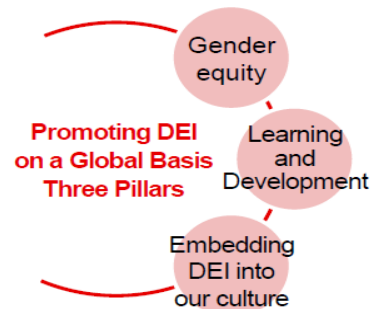 Gender
equity
Promoting DEI
on a Global Basis
Three Pillars
Learning
and
Development
Embedding
DEI into
our culture